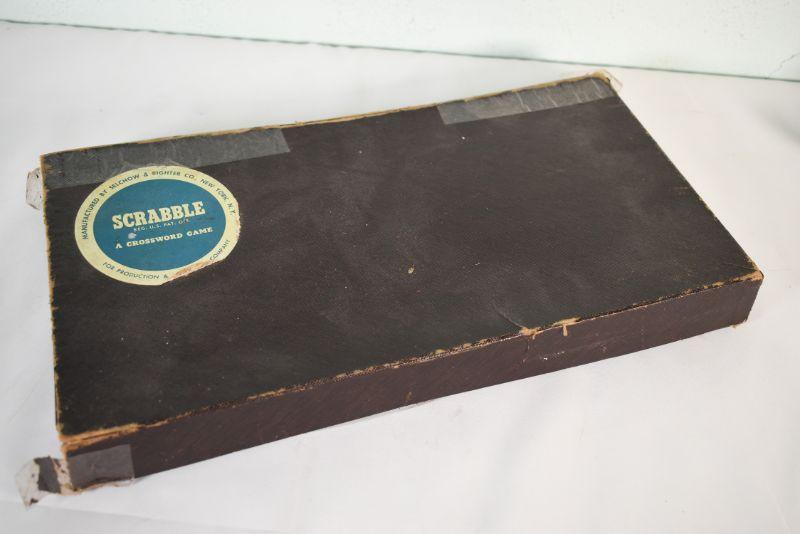 MANUFACTURED BY SELCHOW & RIGHTER CO. NEW YORK, N.Y.
SCRABBLE
REG. U.S. PAT. OFF.
A CROSSWORD GAME
FOR PRODUCTION & COMPANY